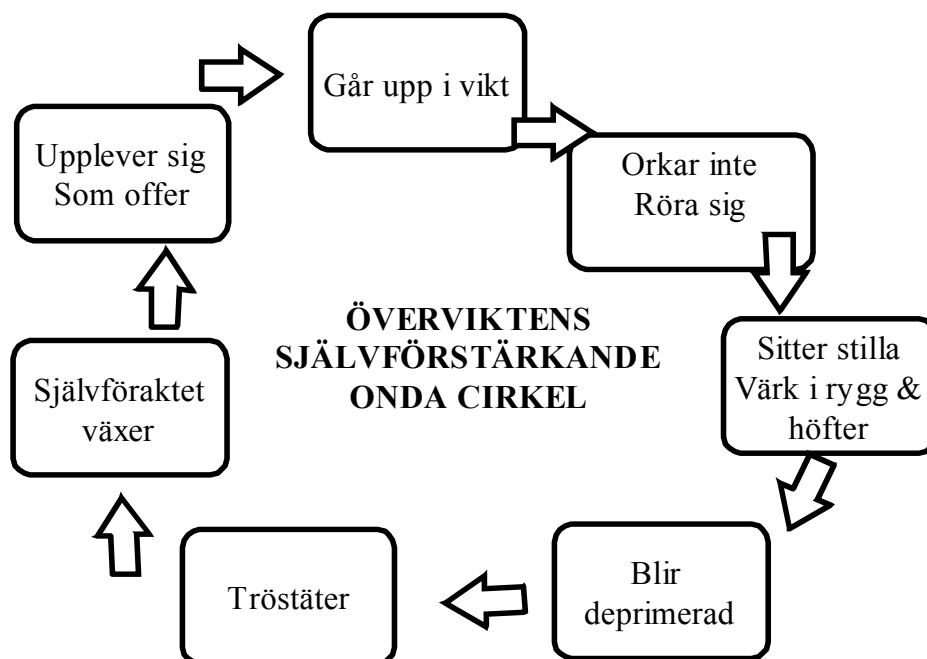 Går upp i vikt
Orkar inte
Röra sig
Sitter stilla
Värk i rygg &
höfter
Blir
deprimerad
Tröstäter
Självföraktet
växer
Upplever sig
Som offer
ÖVERVIKTENS
SJÄLVFÖRSTÄRKANDE
ONDA CIRKEL